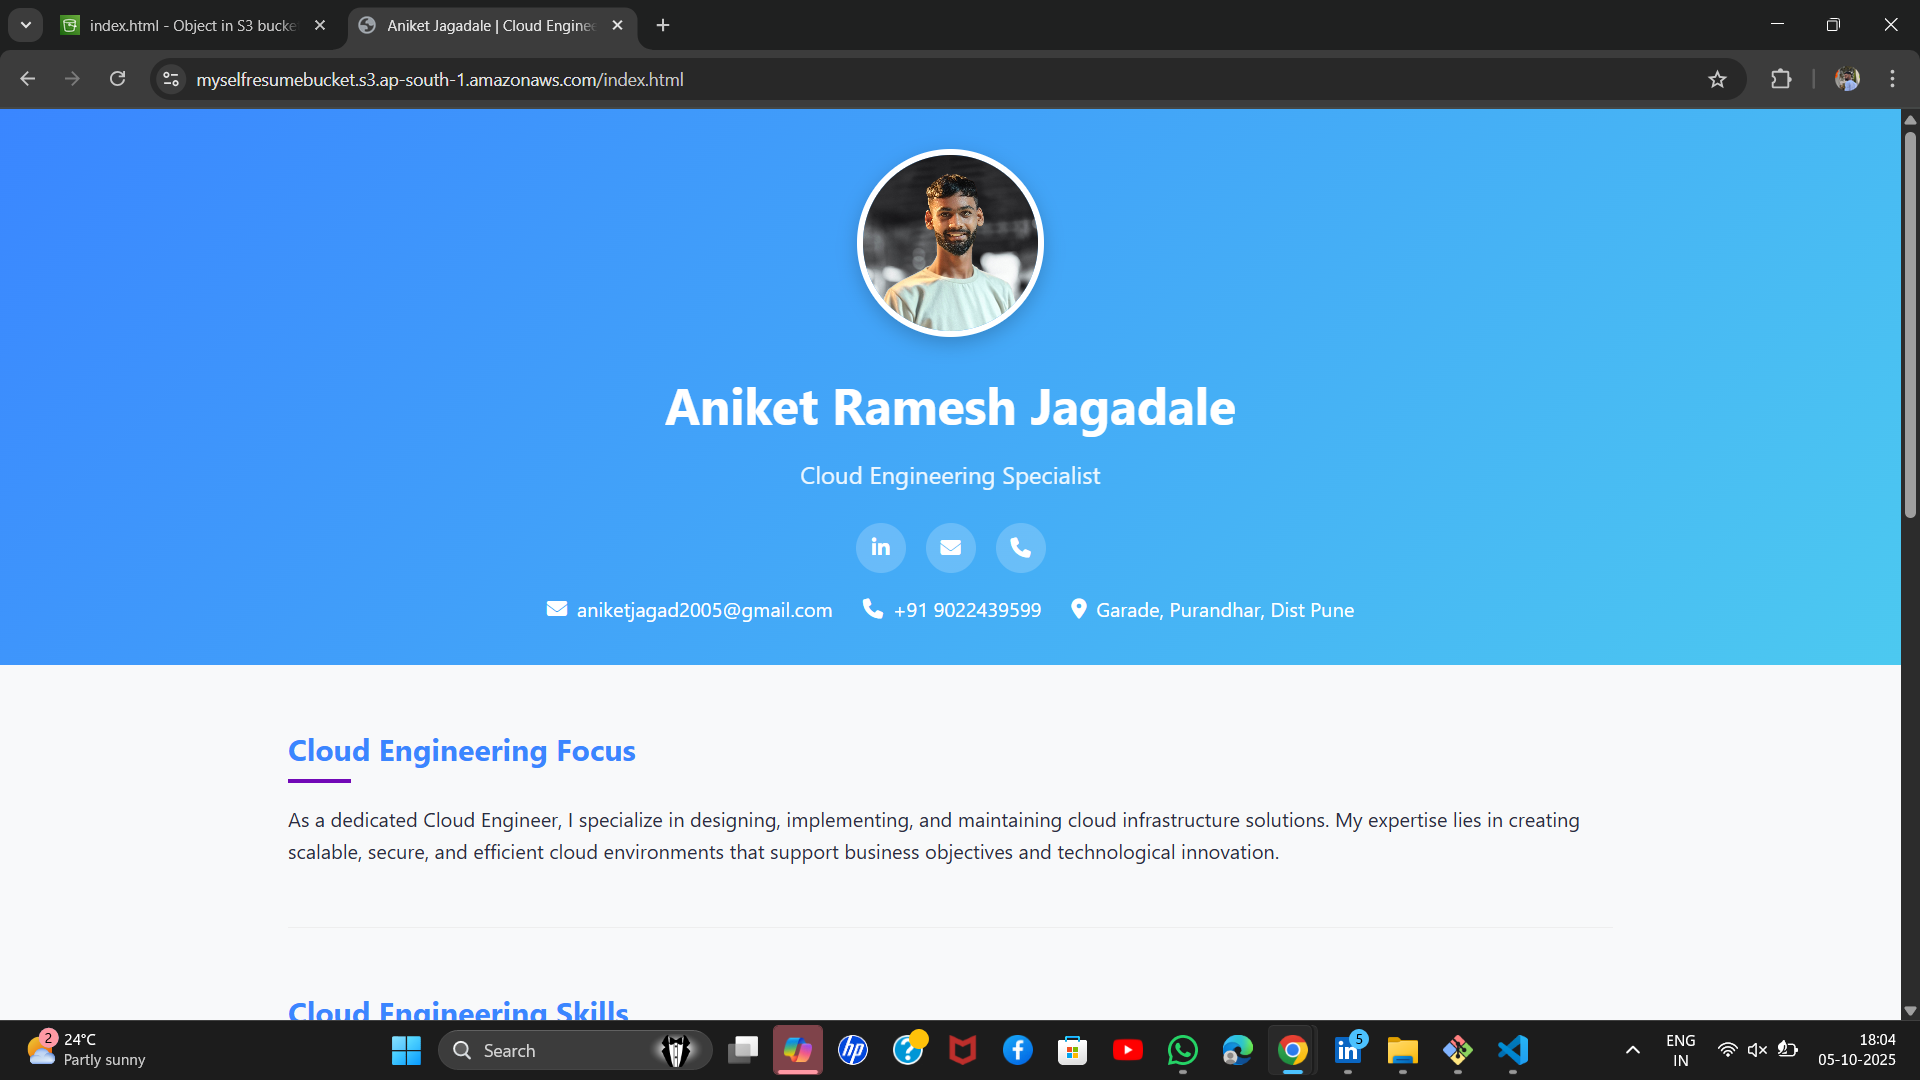 index.html - Object in S3 bucke
Aniket Jagadale | Cloud Enginee
myselfresumebucket.s3.ap-south-1.amazonaws.com/index.html
Aniket Ramesh Jagadale
Cloud Engineering Specialist
in
aniketjagad2005@gmail.com +91 9022439599 Garade, Purandhar, Dist Pune
Cloud Engineering Focus
As a dedicated Cloud Engineer, I specialize in designing, implementing, and maintaining cloud infrastructure solutions. My expertise lies in creating
scalable, secure, and efficient cloud environments that support business objectives and technological innovation.
Cloud Engineering Skills
2
24°C
Partly sunny
Search
hp
?
f
in
5
ENG
IN
18:04
05-10-2025